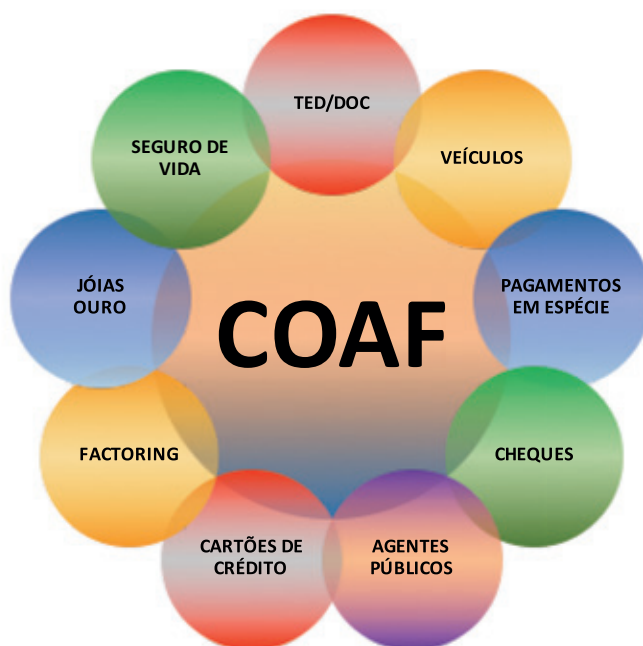 TED/DOC
VEÍCULOS
PAGAMENTOS
EM ESPÉCIE
CHEQUES
AGENTES
PÚBLICOS
CARTÕES DE
CRÉDITO
FACTORING
JÓIAS
OURO
SEGURO DE
VIDA
COAF